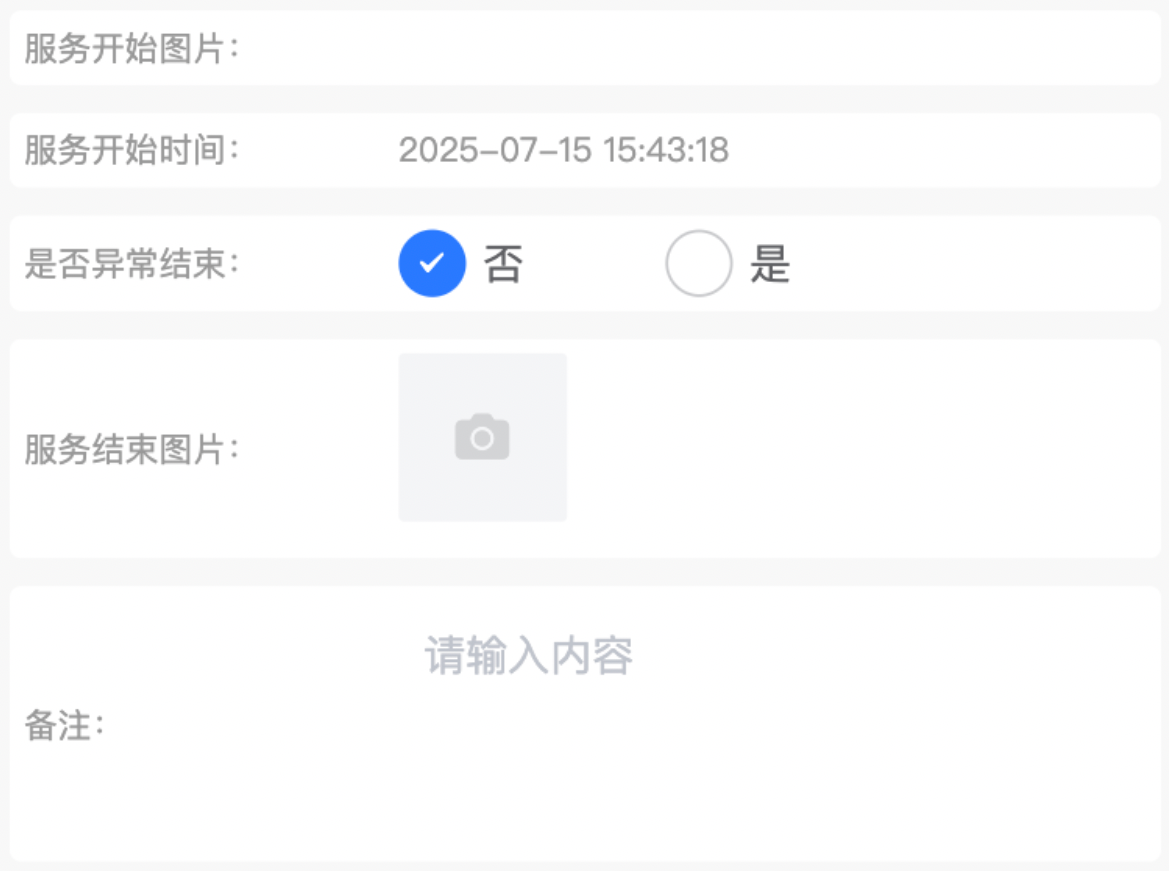 服务开始图片：
服务开始时间： 2025-07-15 15:43:18
是否异常结束： 否 是
服务结束图片：
请输入内容
备注：